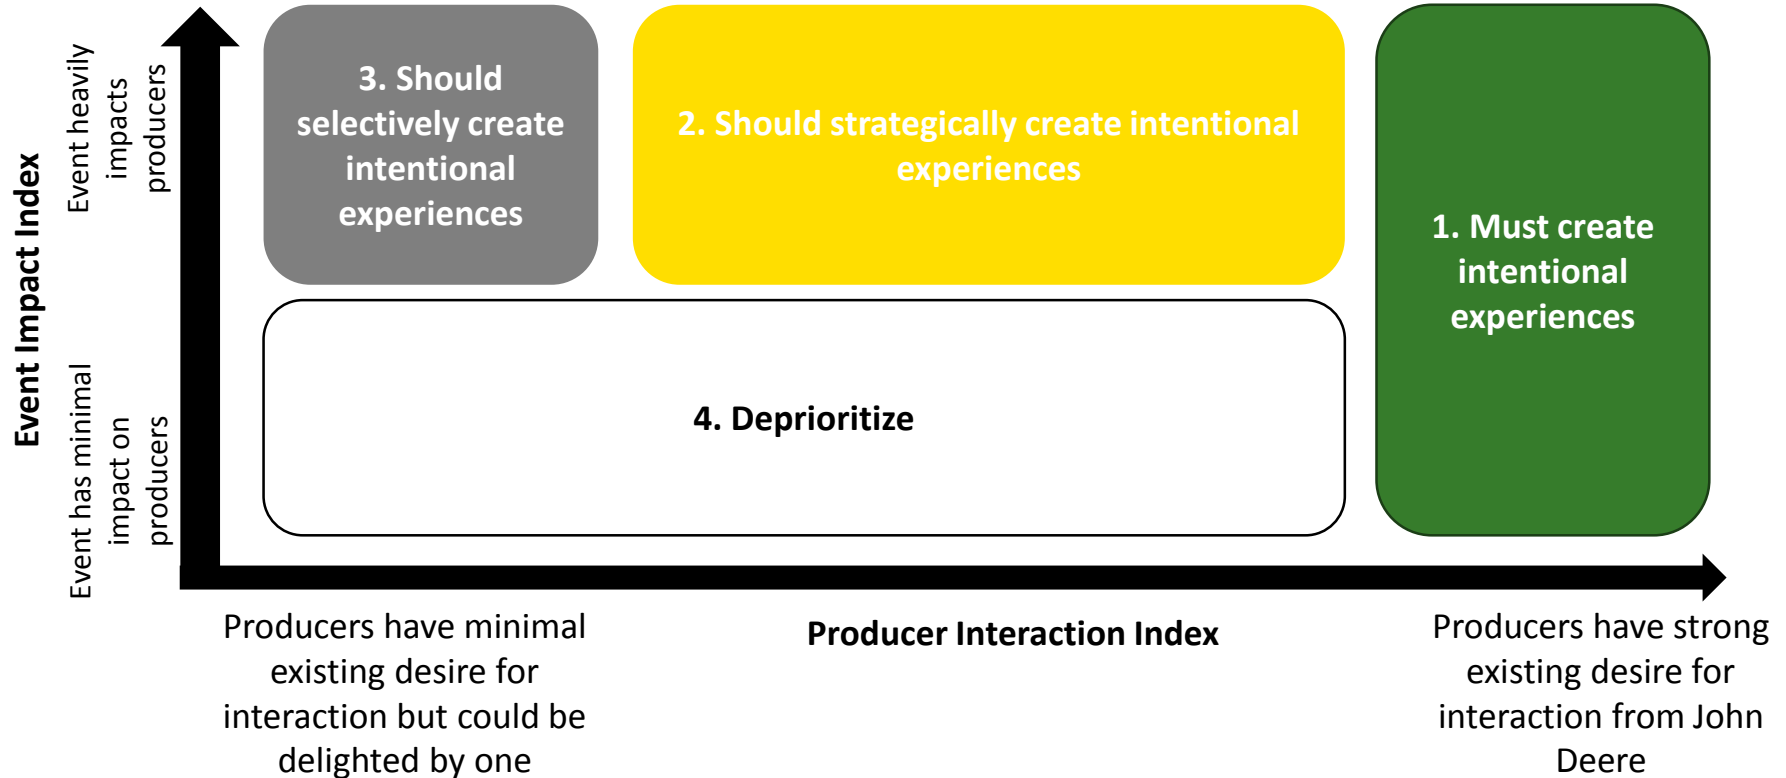 Event Impact Index
Event heavily
impacts
producers
Event has minimal
impact on
producers
3. Should
selectively create
intentional
experiences
2. Should strategically create intentional
experiences
1. Must create
intentional
experiences
4. Deprioritize
Producers have minimal
existing desire for
interaction but could be
delighted by one
Producer Interaction Index
Producers have strong
existing desire for
interaction from John
Deere